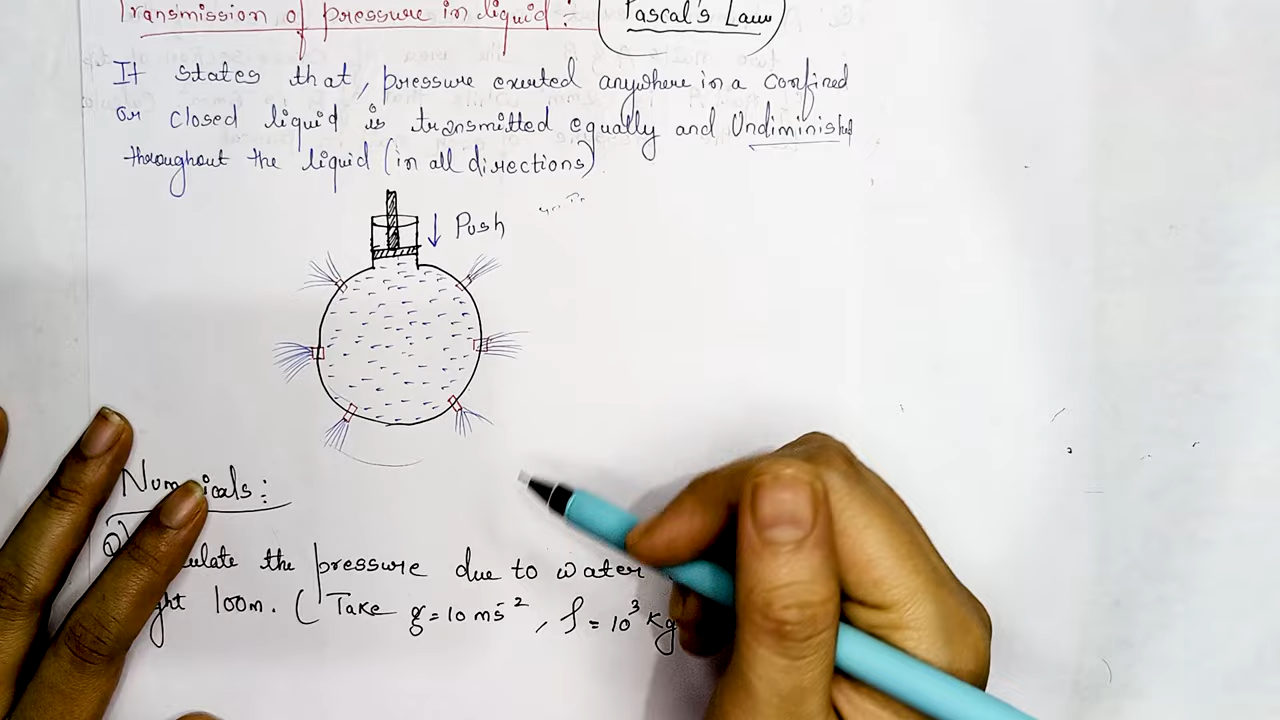 Transmission of pressure in liquid :- Pascal's Law
It states that, pressure exerted anywhere in a confined
or closed liquid is transmitted equally and Undiminished
throughout the liquid (in all directions).
↓ Push
Numericals:
the pressure due to water
100m. ( Take g = 10 ms⁻², ρ = 10³ Kg